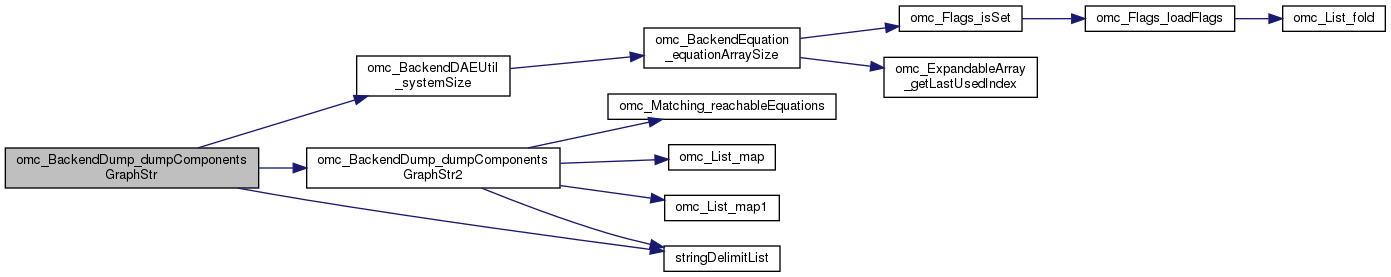 omc_BackendDump_dumpComponents
GraphStr
omc_BackendDAEUtil
_systemSize
omc_BackendEquation
_equationArraySize
omc_Flags_isSet
omc_Flags_loadFlags
omc_List_fold
omc_ExpandableArray
_getLastUsedIndex
omc_BackendDump_dumpComponents
GraphStr2
omc_Matching_reachableEquations
omc_List_map
omc_List_map1
stringDelimitList